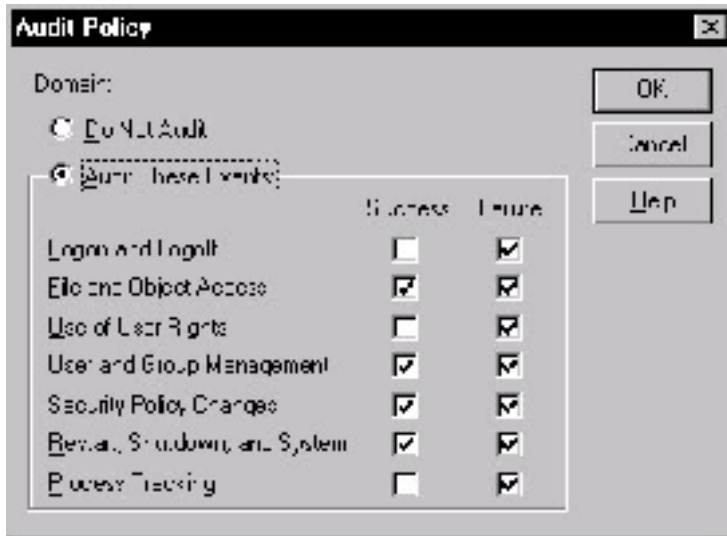 Audit Policy
Domain:
OK
Do Not Audit
Cancel
Audit These Events:
Help
Success Failure
Logon and Logoff
File and Object Access
Use of User Rights
User and Group Management
Security Policy Changes
Restart, Shutdown, and System
Process Tracking